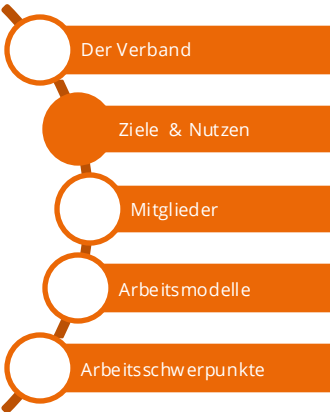 Der Verband
Ziele & Nutzen
Mitglieder
Arbeitsmodelle
Arbeitsschwerpunkte